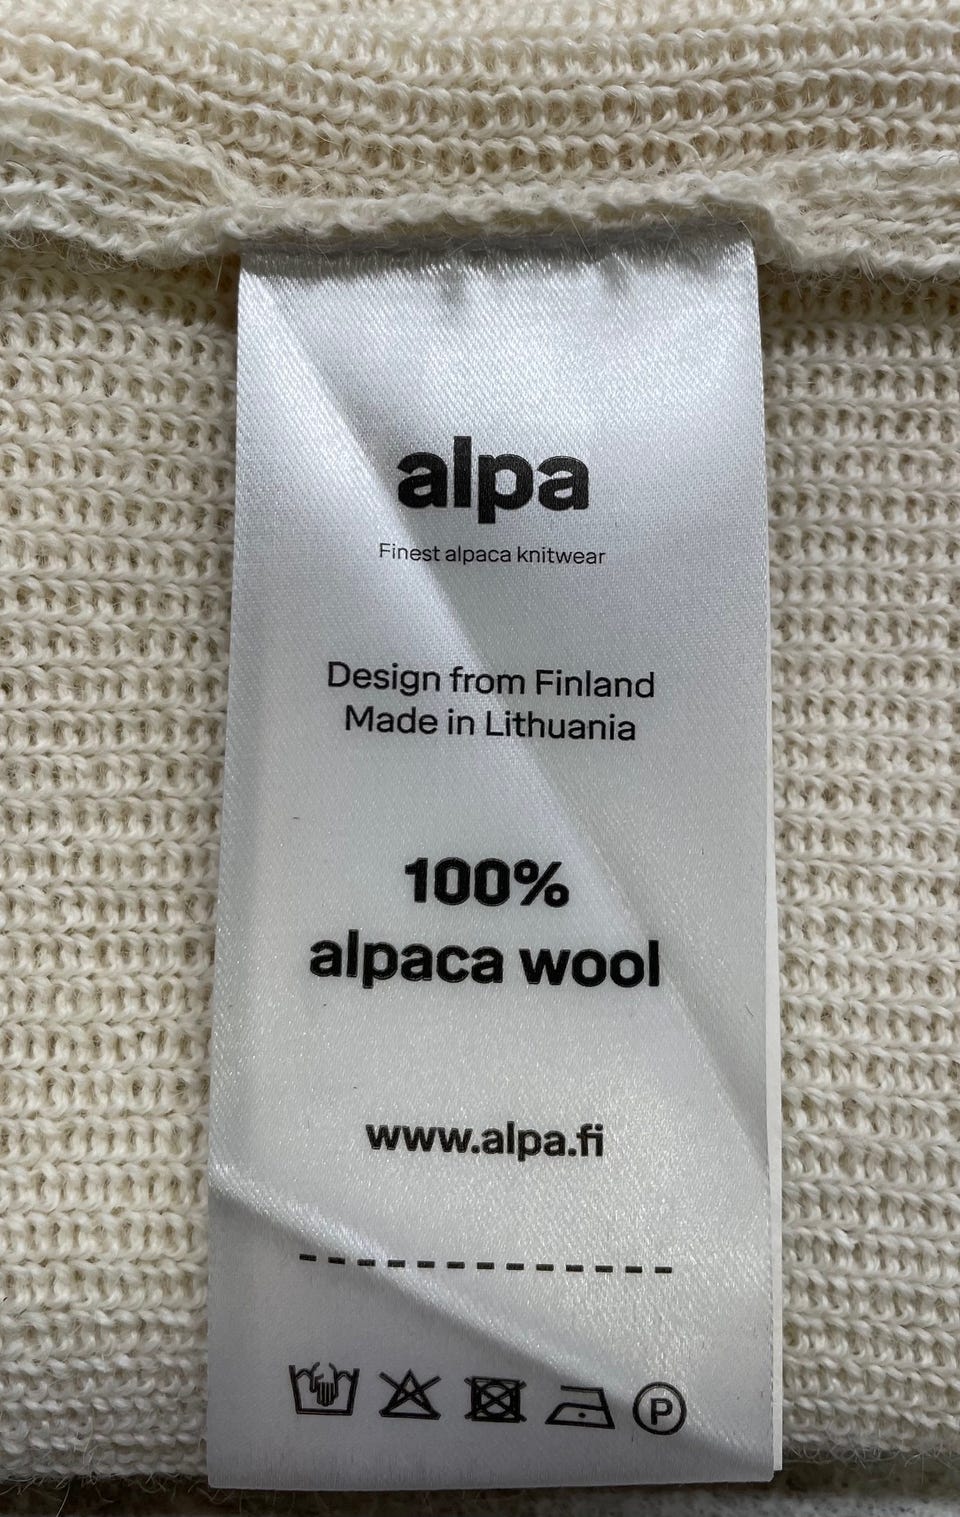 alpa
Finest alpaca knitwear
Design from Finland
Made in Lithuania
100%
alpaca wool
www.alpa.fi
P